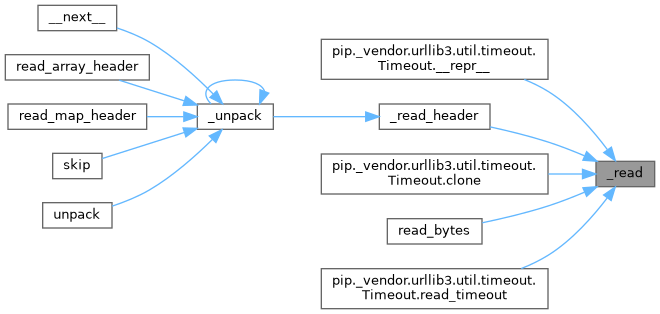 __next__
read_array_header
read_map_header
skip
unpack
_unpack
pip._vendor.urllib3.util.timeout.
Timeout.__repr__
_read_header
pip._vendor.urllib3.util.timeout.
Timeout.clone
read_bytes
pip._vendor.urllib3.util.timeout.
Timeout.read_timeout
_read